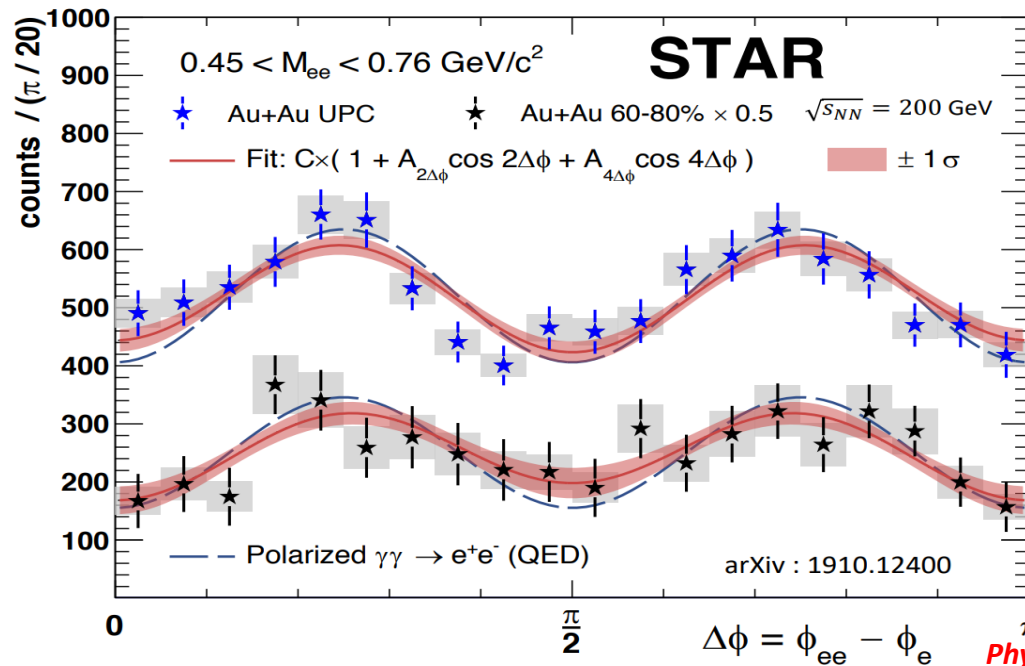 counts / (π / 20)
1000
900
800
700
600
500
400
300
200
100
0.45 < M_ee < 0.76 GeV/c²
STAR
Au+Au UPC
Au+Au 60-80% × 0.5
√s_NN = 200 GeV
Fit: C×( 1 + A_2Δϕ cos 2Δϕ + A_4Δϕ cos 4Δϕ )
± 1 σ
Polarized γγ → e⁺e⁻ (QED)
arXiv : 1910.12400
0
π/2
Δϕ = ϕ_ee − ϕ_e